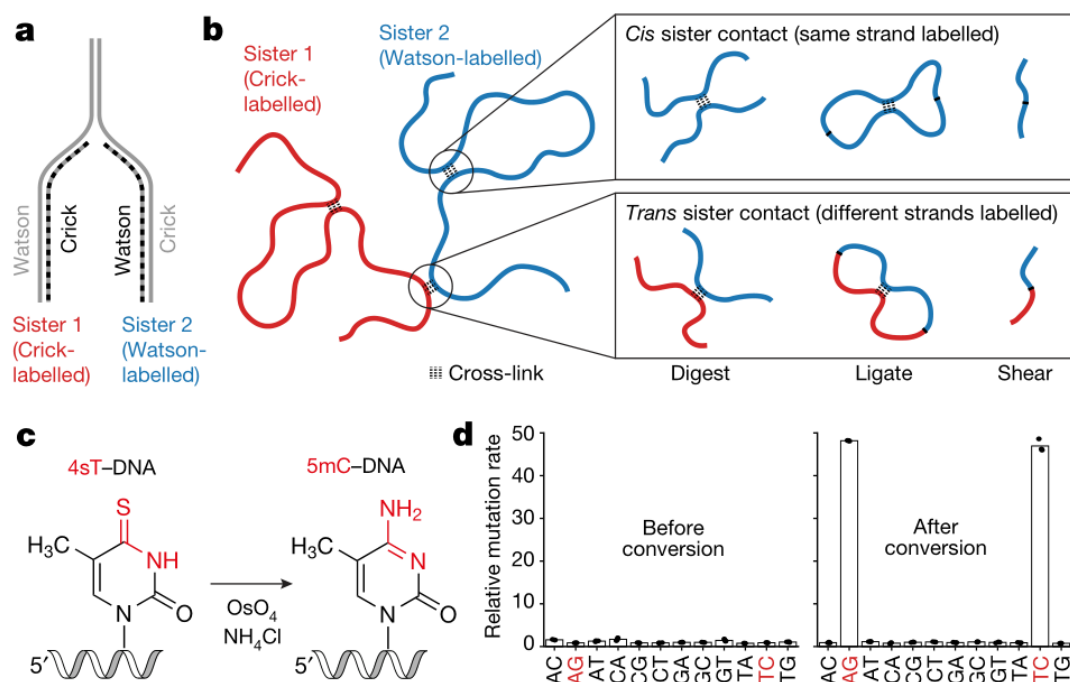 a
Watson
Crick
Watson
Crick
Sister 1
(Crick-
labelled)
Sister 2
(Watson-
labelled)
b
Sister 1
(Crick-
labelled)
Sister 2
(Watson-labelled)
Cis sister contact (same strand labelled)
Trans sister contact (different strands labelled)
Cross-link
Digest
Ligate
Shear
c
4sT–DNA
5mC–DNA
S
H₃C
NH
N
O
5′
OsO₄
NH₄Cl
NH₂
H₃C
N
N
O
5′
d
Relative mutation rate
50
40
30
20
10
0
Before
conversion
After
conversion
AC
AG
AT
CA
CG
CT
GA
GC
GT
TA
TC
TG
AC
AG
AT
CA
CG
CT
GA
GC
GT
TA
TC
TG